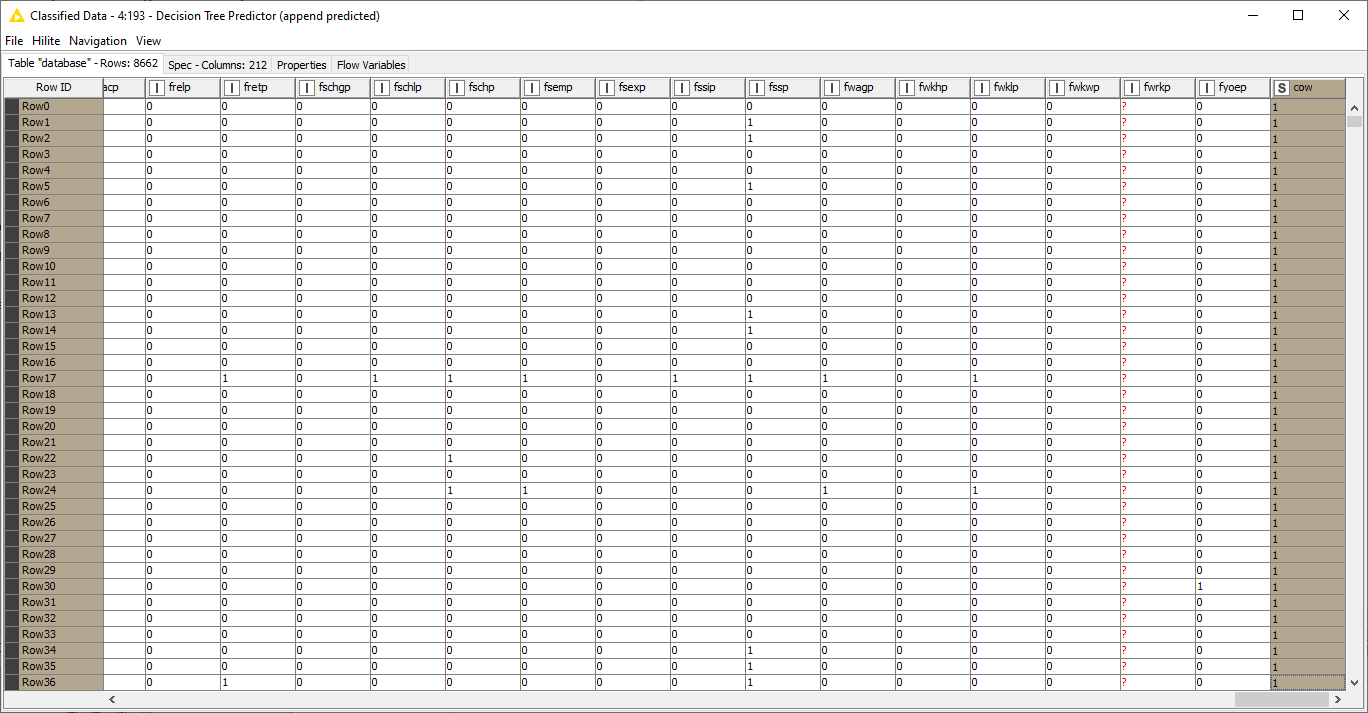 Classified Data - 4:193 - Decision Tree Predictor (append predicted)
File Hilite Navigation View
Table "database" - Rows: 8662 Spec - Columns: 212 Properties Flow Variables
Row ID acp I frelp I fretp I fschgp I fschlp I fschp I fsemp I fsexp I fssip I fssp I fwagp I fwkhp I fwklp I fwkwp I fwrkp I fyoep S cow
Row0 0 0 0 0 0 0 0 0 0 0 0 0 0 ? 0 1
Row1 0 0 0 0 0 0 0 0 1 0 0 0 0 ? 0 1
Row2 0 0 0 0 0 0 0 0 1 0 0 0 0 ? 0 1
Row3 0 0 0 0 0 0 0 0 0 0 0 0 0 ? 0 1
Row4 0 0 0 0 0 0 0 0 0 0 0 0 0 ? 0 1
Row5 0 0 0 0 0 0 0 0 1 0 0 0 0 ? 0 1
Row6 0 0 0 0 0 0 0 0 0 0 0 0 0 ? 0 1
Row7 0 0 0 0 0 0 0 0 0 0 0 0 0 ? 0 1
Row8 0 0 0 0 0 0 0 0 0 0 0 0 0 ? 0 1
Row9 0 0 0 0 0 0 0 0 0 0 0 0 0 ? 0 1
Row10 0 0 0 0 0 0 0 0 0 0 0 0 0 ? 0 1
Row11 0 0 0 0 0 0 0 0 0 0 0 0 0 ? 0 1
Row12 0 0 0 0 0 0 0 0 0 0 0 0 0 ? 0 1
Row13 0 0 0 0 0 0 0 0 1 0 0 0 0 ? 0 1
Row14 0 0 0 0 0 0 0 0 1 0 0 0 0 ? 0 1
Row15 0 0 0 0 0 0 0 0 0 0 0 0 0 ? 0 1
Row16 0 0 0 0 0 0 0 0 0 0 0 0 0 ? 0 1
Row17 0 1 0 1 1 1 0 1 1 1 0 1 0 ? 0 1
Row18 0 0 0 0 0 0 0 0 0 0 0 0 0 ? 0 1
Row19 0 0 0 0 0 0 0 0 0 0 0 0 0 ? 0 1
Row20 0 0 0 0 0 0 0 0 0 0 0 0 0 ? 0 1
Row21 0 0 0 0 0 0 0 0 0 0 0 0 0 ? 0 1
Row22 0 0 0 0 1 0 0 0 0 0 0 0 0 ? 0 1
Row23 0 0 0 0 0 0 0 0 0 0 0 0 0 ? 0 1
Row24 0 0 0 0 1 1 0 0 0 1 0 1 0 ? 0 1
Row25 0 0 0 0 0 0 0 0 0 0 0 0 0 ? 0 1
Row26 0 0 0 0 0 0 0 0 0 0 0 0 0 ? 0 1
Row27 0 0 0 0 0 0 0 0 0 0 0 0 0 ? 0 1
Row28 0 0 0 0 0 0 0 0 0 0 0 0 0 ? 0 1
Row29 0 0 0 0 0 0 0 0 0 0 0 0 0 ? 0 1
Row30 0 0 0 0 0 0 0 0 0 0 0 0 0 ? 1 1
Row31 0 0 0 0 0 0 0 0 0 0 0 0 0 ? 0 1
Row32 0 0 0 0 0 0 0 0 0 0 0 0 0 ? 0 1
Row33 0 0 0 0 0 0 0 0 0 0 0 0 0 ? 0 1
Row34 0 0 0 0 0 0 0 0 1 0 0 0 0 ? 0 1
Row35 0 0 0 0 0 0 0 0 1 0 0 0 0 ? 0 1
Row36 0 1 0 0 0 0 0 0 1 0 0 0 0 ? 0 1